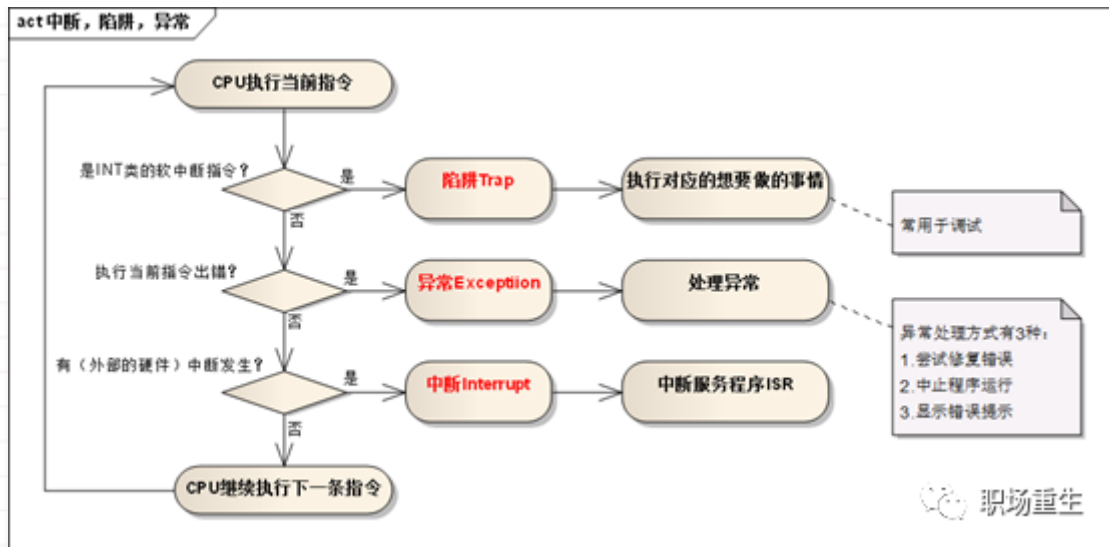 act 中断，陷阱，异常
CPU执行当前指令
是INT类的软中断指令？
是
陷阱Trap
执行对应的想要做的事情
常用于调试
否
执行当前指令出错？
是
异常Exceptiion
处理异常
否
异常处理方式有3种：
1.尝试修复错误
2.中止程序运行
3.显示错误提示
有（外部的硬件）中断发生？
是
中断Interrupt
中断服务程序ISR
否
CPU继续执行下一条指令
职场重生